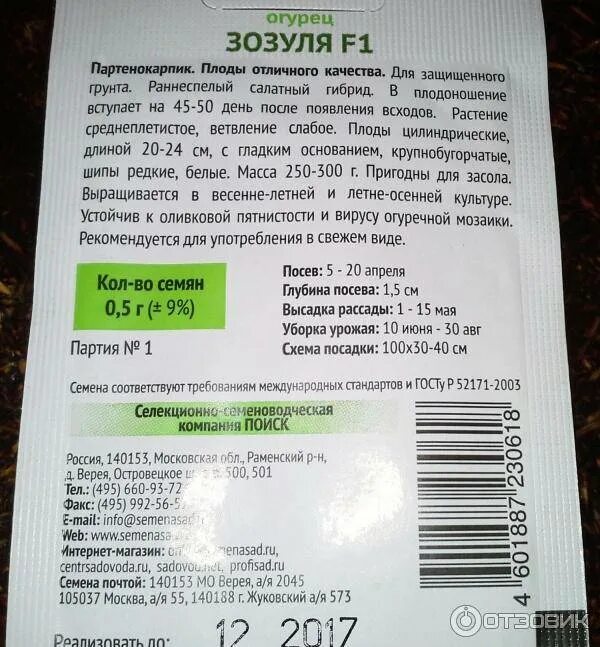 огурец
ЗОЗУЛЯ F1
Партенокарпик. Плоды отличного качества. Для защищенного
грунта. Раннеспелый салатный гибрид. В плодоношение
вступает на 45-50 день после появления всходов. Растение
среднеплетистое, ветвление слабое. Плоды цилиндрические,
длиной 20-24 см, с гладким основанием, крупнобугорчатые,
шипы редкие, белые. Масса 250-300 г. Пригодны для засола.
Выращивается в весенне-летней и летне-осенней культуре.
Устойчив к оливковой пятнистости и вирусу огуречной мозаики.
Рекомендуется для употребления в свежем виде.
Кол-во семян
0,5 г (± 9%)
Партия № 1
Посев: 5 - 20 апреля
Глубина посева: 1,5 см
Высадка рассады: 1 - 15 мая
Уборка урожая: 10 июня - 30 авг
Схема посадки: 100x30-40 см
Семена соответствуют требованиям международных стандартов и ГОСТу Р 52171-2003
Селекционно-семеноводческая
компания ПОИСК
Россия, 140153, Московская обл., Раменский р-н,
д. Верея, Островецкое 500, 501
Тел.: (495) 660-93-72
Факс: (495) 992-56-5
E-mail: info@semenasad
Web: www.semenasa
Интернет-магазин: semenasad.ru
centrsadovoda.ru, sadovod.net, profisad.ru
Семена почтой: 140153 МО Верея, а/я 2045
105037 Москва, а/я 55, 140188 г. Жуковский а/я 573
Реализовать до: 12 2017
4 601887 230618
ОТЗОВИК